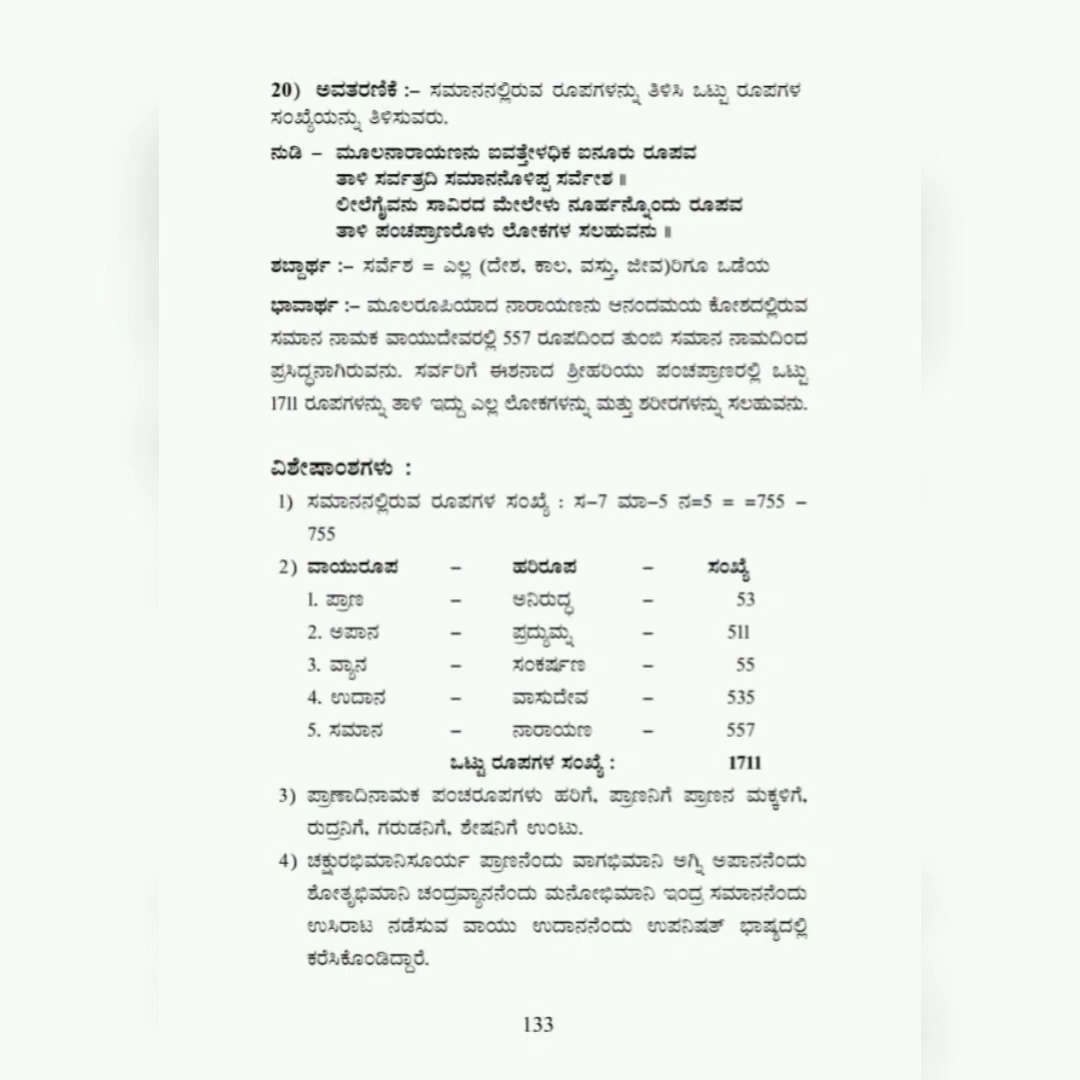 20) ಅವತರಣಿಕೆ :– ಸಮಾನನಲ್ಲಿರುವ ರೂಪಗಳನ್ನು ತಿಳಿಸಿ ಒಟ್ಟು ರೂಪಗಳ
ಸಂಖ್ಯೆಯನ್ನು ತಿಳಿಸುವರು.
ನುಡಿ – ಮೂಲನಾರಾಯಣನು ಐವತ್ತೇಳಧಿಕ ಐನೂರು ರೂಪವ
ತಾಳಿ ಸರ್ವತ್ರದಿ ಸಮಾನನೊಳಿಪ್ಪ ಸರ್ವೇಶ ॥
ಲೀಲೆಗೈವನು ಸಾವಿರದ ಮೇಲೇಳು ನೂರ್ಹನ್ನೊಂದು ರೂಪವ
ತಾಳಿ ಪಂಚಪ್ರಾಣರೊಳು ಲೋಕಗಳ ಸಲಹುವನು ॥
ಶಬ್ದಾರ್ಥ :– ಸರ್ವೇಶ = ಎಲ್ಲ (ದೇಶ, ಕಾಲ, ವಸ್ತು, ಜೀವ)ರಿಗೂ ಒಡೆಯ
ಭಾವಾರ್ಥ :– ಮೂಲರೂಪಿಯಾದ ನಾರಾಯಣನು ಆನಂದಮಯ ಕೋಶದಲ್ಲಿರುವ
ಸಮಾನ ನಾಮಕ ವಾಯುದೇವರಲ್ಲಿ 557 ರೂಪದಿಂದ ತುಂಬಿ ಸಮಾನ ನಾಮದಿಂದ
ಪ್ರಸಿದ್ಧನಾಗಿರುವನು. ಸರ್ವರಿಗೆ ಈಶನಾದ ಶ್ರೀಹರಿಯು ಪಂಚಪ್ರಾಣರಲ್ಲಿ ಒಟ್ಟು
1711 ರೂಪಗಳನ್ನು ತಾಳಿ ಇದ್ದು ಎಲ್ಲ ಲೋಕಗಳನ್ನು ಮತ್ತು ಶರೀರಗಳನ್ನು ಸಲಹುವನು.
ವಿಶೇಷಾಂಶಗಳು :
1) ಸಮಾನನಲ್ಲಿರುವ ರೂಪಗಳ ಸಂಖ್ಯೆ : ಸ–7 ಮಾ–5 ನ=5 = =755 –
755
2) ವಾಯುರೂಪ – ಹರಿರೂಪ – ಸಂಖ್ಯೆ
1. ಪ್ರಾಣ – ಅನಿರುದ್ಧ – 53
2. ಅಪಾನ – ಪ್ರದ್ಯುಮ್ನ – 511
3. ವ್ಯಾನ – ಸಂಕರ್ಷಣ – 55
4. ಉದಾನ – ವಾಸುದೇವ – 535
5. ಸಮಾನ – ನಾರಾಯಣ – 557
ಒಟ್ಟು ರೂಪಗಳ ಸಂಖ್ಯೆ : 1711
3) ಪ್ರಾಣಾದಿನಾಮಕ ಪಂಚರೂಪಗಳು ಹರಿಗೆ, ಪ್ರಾಣನಿಗೆ ಪ್ರಾಣನ ಮಕ್ಕಳಿಗೆ,
ರುದ್ರನಿಗೆ, ಗರುಡನಿಗೆ, ಶೇಷನಿಗೆ ಉಂಟು.
4) ಚಕ್ಷುರಭಿಮಾನಿಸೂರ್ಯ ಪ್ರಾಣನೆಂದು ವಾಗಭಿಮಾನಿ ಅಗ್ನಿ ಅಪಾನನೆಂದು
ಶೋತೃಭಿಮಾನಿ ಚಂದ್ರವ್ಯಾನನೆಂದು ಮನೋಭಿಮಾನಿ ಇಂದ್ರ ಸಮಾನನೆಂದು
ಉಸಿರಾಟ ನಡೆಸುವ ವಾಯು ಉದಾನನೆಂದು ಉಪನಿಷತ್ ಭಾಷ್ಯದಲ್ಲಿ
ಕರೆಸಿಕೊಂಡಿದ್ದಾರೆ.
133